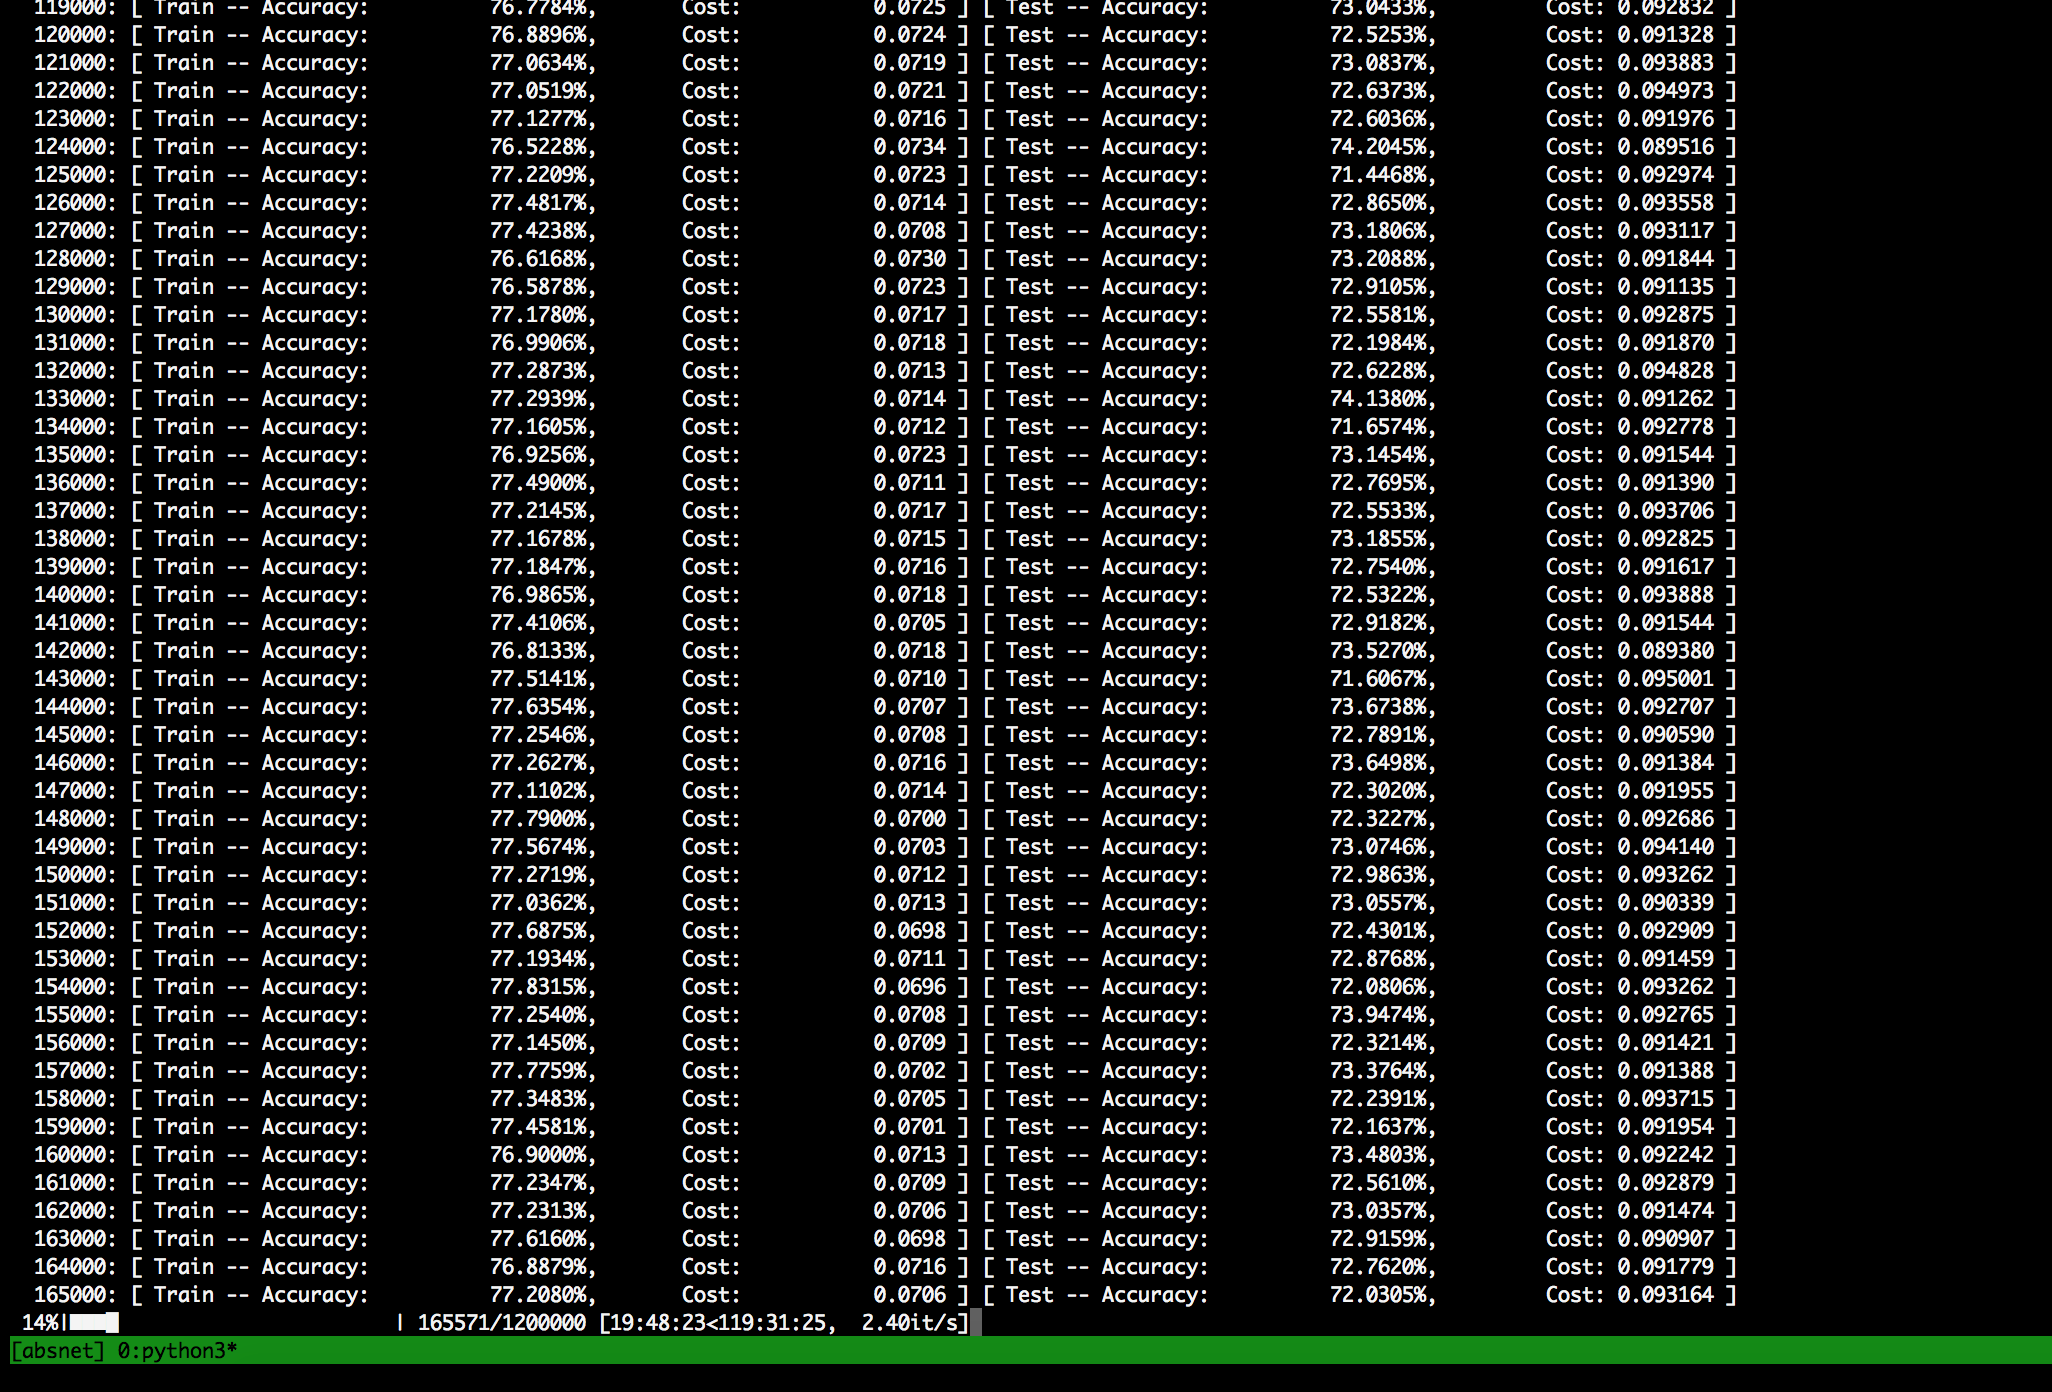 119000: [ Train -- Accuracy: 76.7784%, Cost: 0.0725 ] [ Test -- Accuracy: 73.0433%, Cost: 0.092832 ]
120000: [ Train -- Accuracy: 76.8896%, Cost: 0.0724 ] [ Test -- Accuracy: 72.5253%, Cost: 0.091328 ]
121000: [ Train -- Accuracy: 77.0634%, Cost: 0.0719 ] [ Test -- Accuracy: 73.0837%, Cost: 0.093883 ]
122000: [ Train -- Accuracy: 77.0519%, Cost: 0.0721 ] [ Test -- Accuracy: 72.6373%, Cost: 0.094973 ]
123000: [ Train -- Accuracy: 77.1277%, Cost: 0.0716 ] [ Test -- Accuracy: 72.6036%, Cost: 0.091976 ]
124000: [ Train -- Accuracy: 76.5228%, Cost: 0.0734 ] [ Test -- Accuracy: 74.2045%, Cost: 0.089516 ]
125000: [ Train -- Accuracy: 77.2209%, Cost: 0.0723 ] [ Test -- Accuracy: 71.4468%, Cost: 0.092974 ]
126000: [ Train -- Accuracy: 77.4817%, Cost: 0.0714 ] [ Test -- Accuracy: 72.8650%, Cost: 0.093558 ]
127000: [ Train -- Accuracy: 77.4238%, Cost: 0.0708 ] [ Test -- Accuracy: 73.1806%, Cost: 0.093117 ]
128000: [ Train -- Accuracy: 76.6168%, Cost: 0.0730 ] [ Test -- Accuracy: 73.2088%, Cost: 0.091844 ]
129000: [ Train -- Accuracy: 76.5878%, Cost: 0.0723 ] [ Test -- Accuracy: 72.9105%, Cost: 0.091135 ]
130000: [ Train -- Accuracy: 77.1780%, Cost: 0.0717 ] [ Test -- Accuracy: 72.5581%, Cost: 0.092875 ]
131000: [ Train -- Accuracy: 76.9906%, Cost: 0.0718 ] [ Test -- Accuracy: 72.1984%, Cost: 0.091870 ]
132000: [ Train -- Accuracy: 77.2873%, Cost: 0.0713 ] [ Test -- Accuracy: 72.6228%, Cost: 0.094828 ]
133000: [ Train -- Accuracy: 77.2939%, Cost: 0.0714 ] [ Test -- Accuracy: 74.1380%, Cost: 0.091262 ]
134000: [ Train -- Accuracy: 77.1605%, Cost: 0.0712 ] [ Test -- Accuracy: 71.6574%, Cost: 0.092778 ]
135000: [ Train -- Accuracy: 76.9256%, Cost: 0.0723 ] [ Test -- Accuracy: 73.1454%, Cost: 0.091544 ]
136000: [ Train -- Accuracy: 77.4900%, Cost: 0.0711 ] [ Test -- Accuracy: 72.7695%, Cost: 0.091390 ]
137000: [ Train -- Accuracy: 77.2145%, Cost: 0.0717 ] [ Test -- Accuracy: 72.5533%, Cost: 0.093706 ]
138000: [ Train -- Accuracy: 77.1678%, Cost: 0.0715 ] [ Test -- Accuracy: 73.1855%, Cost: 0.092825 ]
139000: [ Train -- Accuracy: 77.1847%, Cost: 0.0716 ] [ Test -- Accuracy: 72.7540%, Cost: 0.091617 ]
140000: [ Train -- Accuracy: 76.9865%, Cost: 0.0718 ] [ Test -- Accuracy: 72.5322%, Cost: 0.093888 ]
141000: [ Train -- Accuracy: 77.4106%, Cost: 0.0705 ] [ Test -- Accuracy: 72.9182%, Cost: 0.091544 ]
142000: [ Train -- Accuracy: 76.8133%, Cost: 0.0718 ] [ Test -- Accuracy: 73.5270%, Cost: 0.089380 ]
143000: [ Train -- Accuracy: 77.5141%, Cost: 0.0710 ] [ Test -- Accuracy: 71.6067%, Cost: 0.095001 ]
144000: [ Train -- Accuracy: 77.6354%, Cost: 0.0707 ] [ Test -- Accuracy: 73.6738%, Cost: 0.092707 ]
145000: [ Train -- Accuracy: 77.2546%, Cost: 0.0708 ] [ Test -- Accuracy: 72.7891%, Cost: 0.090590 ]
146000: [ Train -- Accuracy: 77.2627%, Cost: 0.0716 ] [ Test -- Accuracy: 73.6498%, Cost: 0.091384 ]
147000: [ Train -- Accuracy: 77.1102%, Cost: 0.0714 ] [ Test -- Accuracy: 72.3020%, Cost: 0.091955 ]
148000: [ Train -- Accuracy: 77.7900%, Cost: 0.0700 ] [ Test -- Accuracy: 72.3227%, Cost: 0.092686 ]
149000: [ Train -- Accuracy: 77.5674%, Cost: 0.0703 ] [ Test -- Accuracy: 73.0746%, Cost: 0.094140 ]
150000: [ Train -- Accuracy: 77.2719%, Cost: 0.0712 ] [ Test -- Accuracy: 72.9863%, Cost: 0.093262 ]
151000: [ Train -- Accuracy: 77.0362%, Cost: 0.0713 ] [ Test -- Accuracy: 73.0557%, Cost: 0.090339 ]
152000: [ Train -- Accuracy: 77.6875%, Cost: 0.0698 ] [ Test -- Accuracy: 72.4301%, Cost: 0.092909 ]
153000: [ Train -- Accuracy: 77.1934%, Cost: 0.0711 ] [ Test -- Accuracy: 72.8768%, Cost: 0.091459 ]
154000: [ Train -- Accuracy: 77.8315%, Cost: 0.0696 ] [ Test -- Accuracy: 72.0806%, Cost: 0.093262 ]
155000: [ Train -- Accuracy: 77.2540%, Cost: 0.0708 ] [ Test -- Accuracy: 73.9474%, Cost: 0.092765 ]
156000: [ Train -- Accuracy: 77.1450%, Cost: 0.0709 ] [ Test -- Accuracy: 72.3214%, Cost: 0.091421 ]
157000: [ Train -- Accuracy: 77.7759%, Cost: 0.0702 ] [ Test -- Accuracy: 73.3764%, Cost: 0.091388 ]
158000: [ Train -- Accuracy: 77.3483%, Cost: 0.0705 ] [ Test -- Accuracy: 72.2391%, Cost: 0.093715 ]
159000: [ Train -- Accuracy: 77.4581%, Cost: 0.0701 ] [ Test -- Accuracy: 72.1637%, Cost: 0.091954 ]
160000: [ Train -- Accuracy: 76.9000%, Cost: 0.0713 ] [ Test -- Accuracy: 73.4803%, Cost: 0.092242 ]
161000: [ Train -- Accuracy: 77.2347%, Cost: 0.0709 ] [ Test -- Accuracy: 72.5610%, Cost: 0.092879 ]
162000: [ Train -- Accuracy: 77.2313%, Cost: 0.0706 ] [ Test -- Accuracy: 73.0357%, Cost: 0.091474 ]
163000: [ Train -- Accuracy: 77.6160%, Cost: 0.0698 ] [ Test -- Accuracy: 72.9159%, Cost: 0.090907 ]
164000: [ Train -- Accuracy: 76.8879%, Cost: 0.0716 ] [ Test -- Accuracy: 72.7620%, Cost: 0.091779 ]
165000: [ Train -- Accuracy: 77.2080%, Cost: 0.0706 ] [ Test -- Accuracy: 72.0305%, Cost: 0.093164 ]
14%| | 165571/1200000 [19:48:23<119:31:25, 2.40it/s]
[absnet] 0:python3*